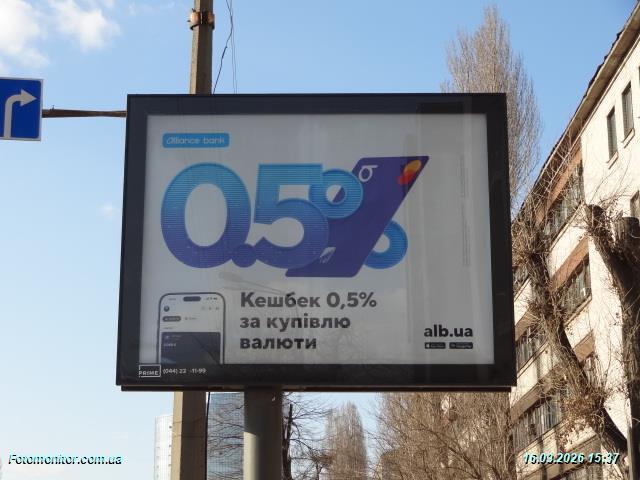 alliance bank
0.5%
Кешбек 0,5%
за купівлю
валюти
alb.ua
PRIME
Fotomonitor.com.ua
16.03.2026 15:37